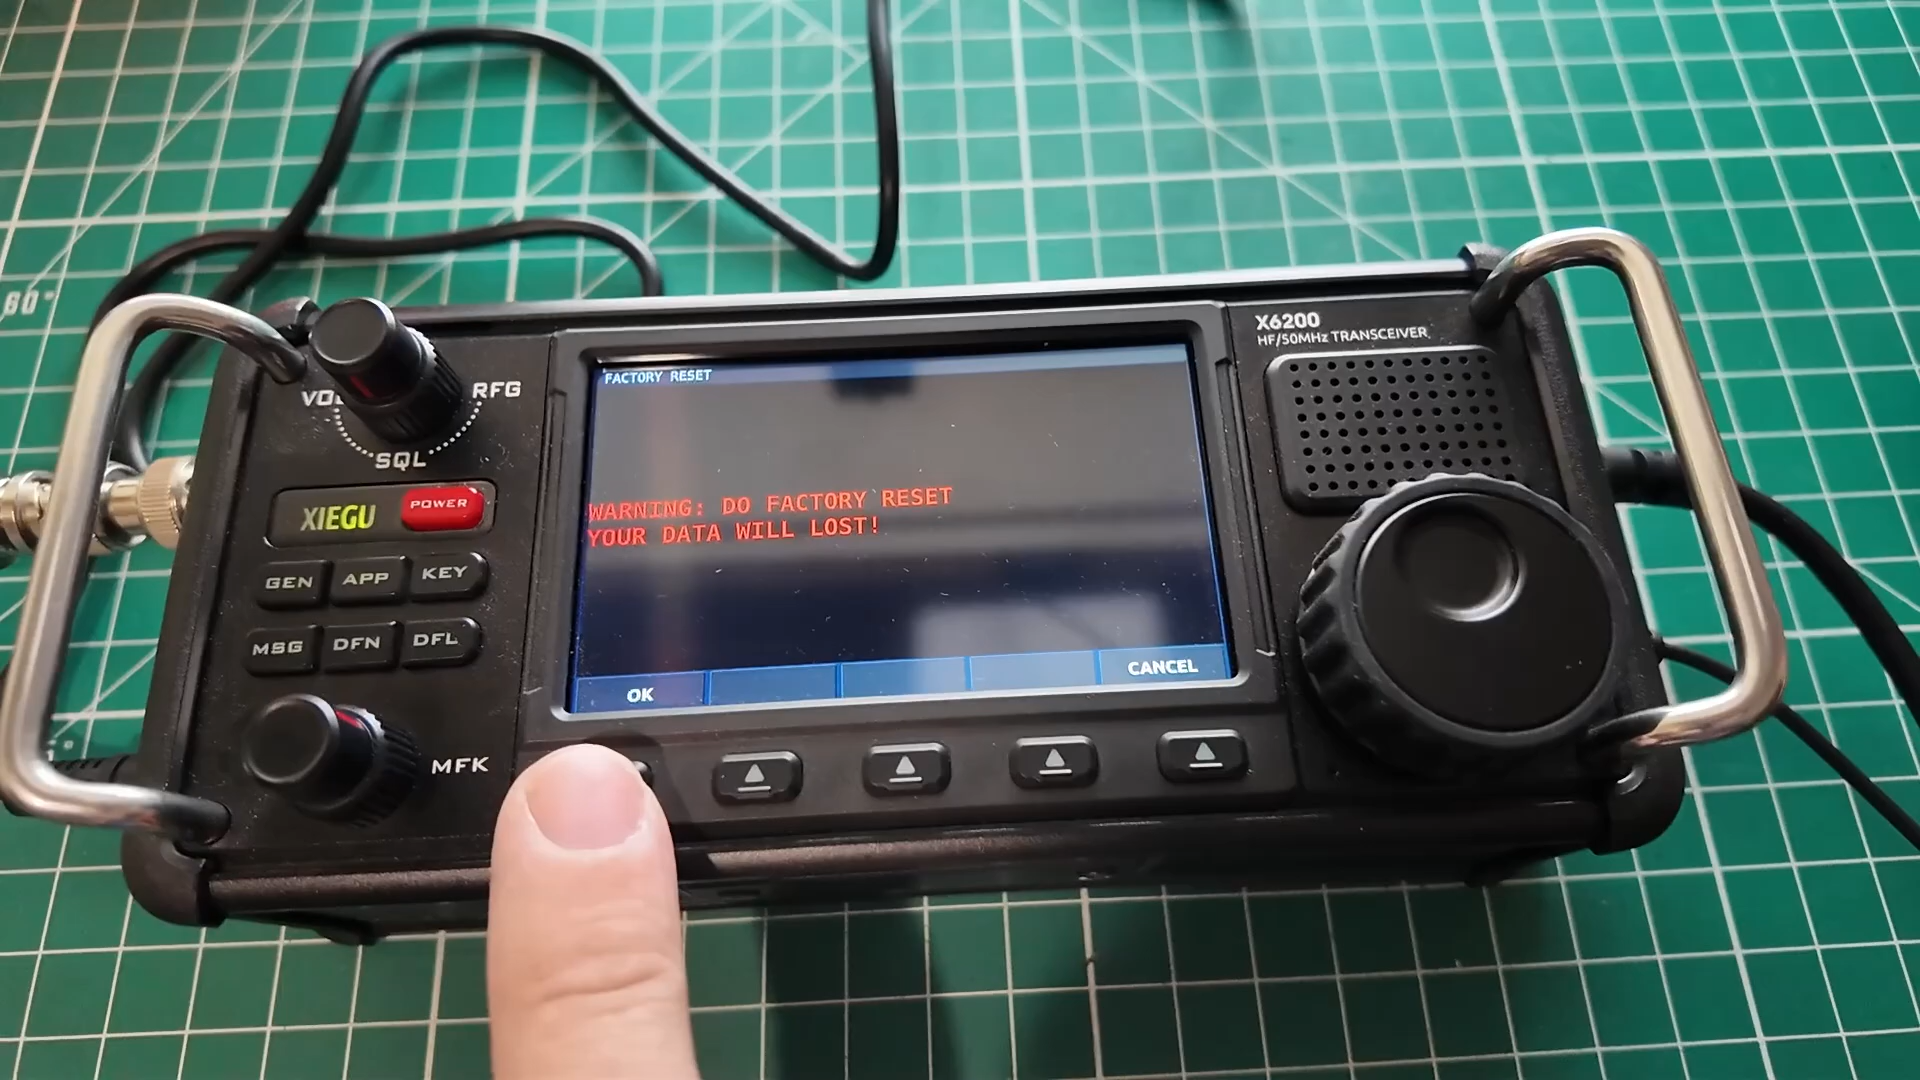 X6200
HF/50MHz TRANSCEIVER
RFG
SQL
XIEGU
POWER
GEN
APP
KEY
MSG
DFN
DFL
MFK
FACTORY RESET
WARNING: DO FACTORY RESET
YOUR DATA WILL LOST!
OK
CANCEL
60°